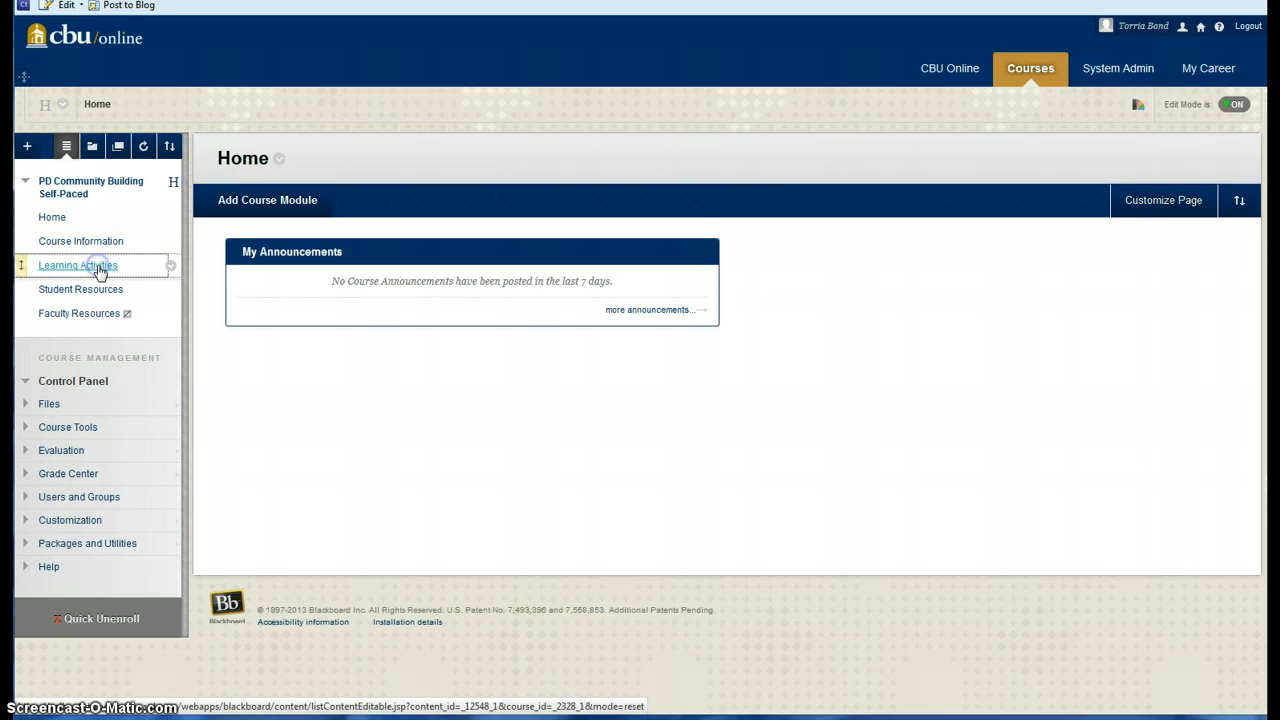 Ct Edit Post to Blog
cbu/online
Torria Bond Logout
CBU Online Courses System Admin My Career
H Home
Edit Mode is: ON
Home
PD Community Building Self-Paced H
Home
Course Information
Learning Activities
Student Resources
Faculty Resources
Add Course Module
Customize Page
My Announcements
No Course Announcements have been posted in the last 7 days.
more announcements...
COURSE MANAGEMENT
Control Panel
Files
Course Tools
Evaluation
Grade Center
Users and Groups
Customization
Packages and Utilities
Help
X Quick Unenroll
Bb
Blackboard
© 1997-2013 Blackboard Inc. All Rights Reserved. U.S. Patent No. 7,493,396 and 7,558,853. Additional Patents Pending.
Accessibility information Installation details
Screencast-O-Matic.com
/webapps/blackboard/content/listContentEditable.jsp?content_id=_12548_1&course_id=_2328_1&mode=reset